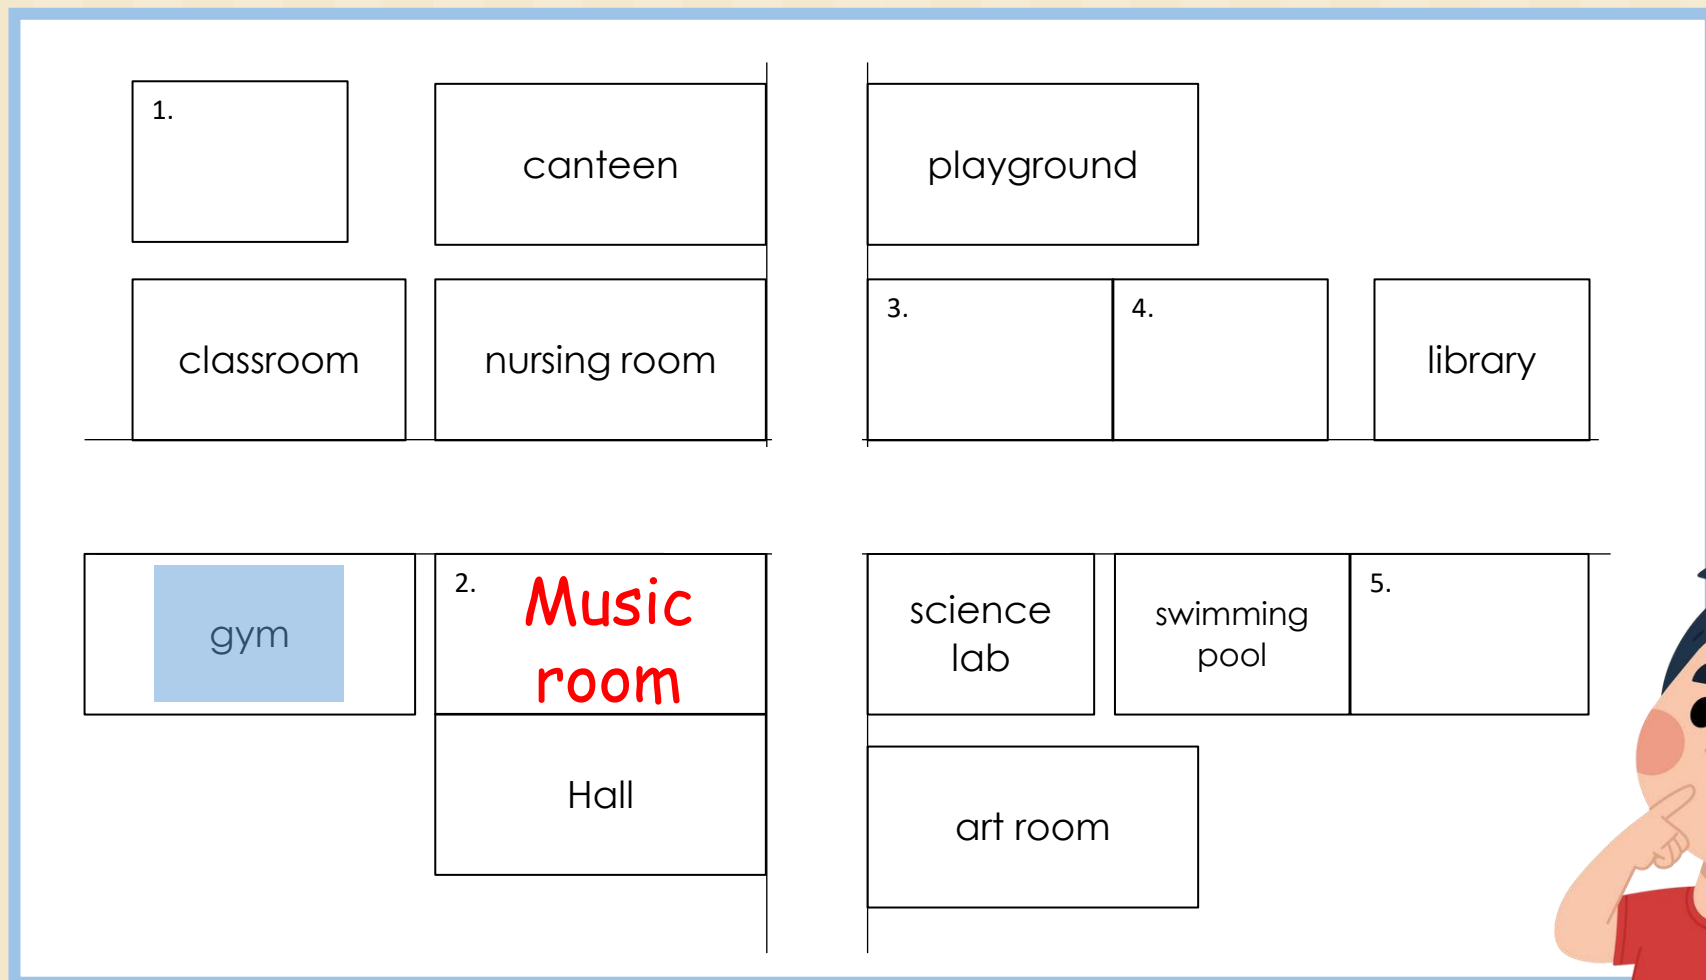 1.
canteen
playground
classroom
nursing room
3.
4.
library
gym
2.
Music
room
science
lab
swimming
pool
5.
Hall
art room